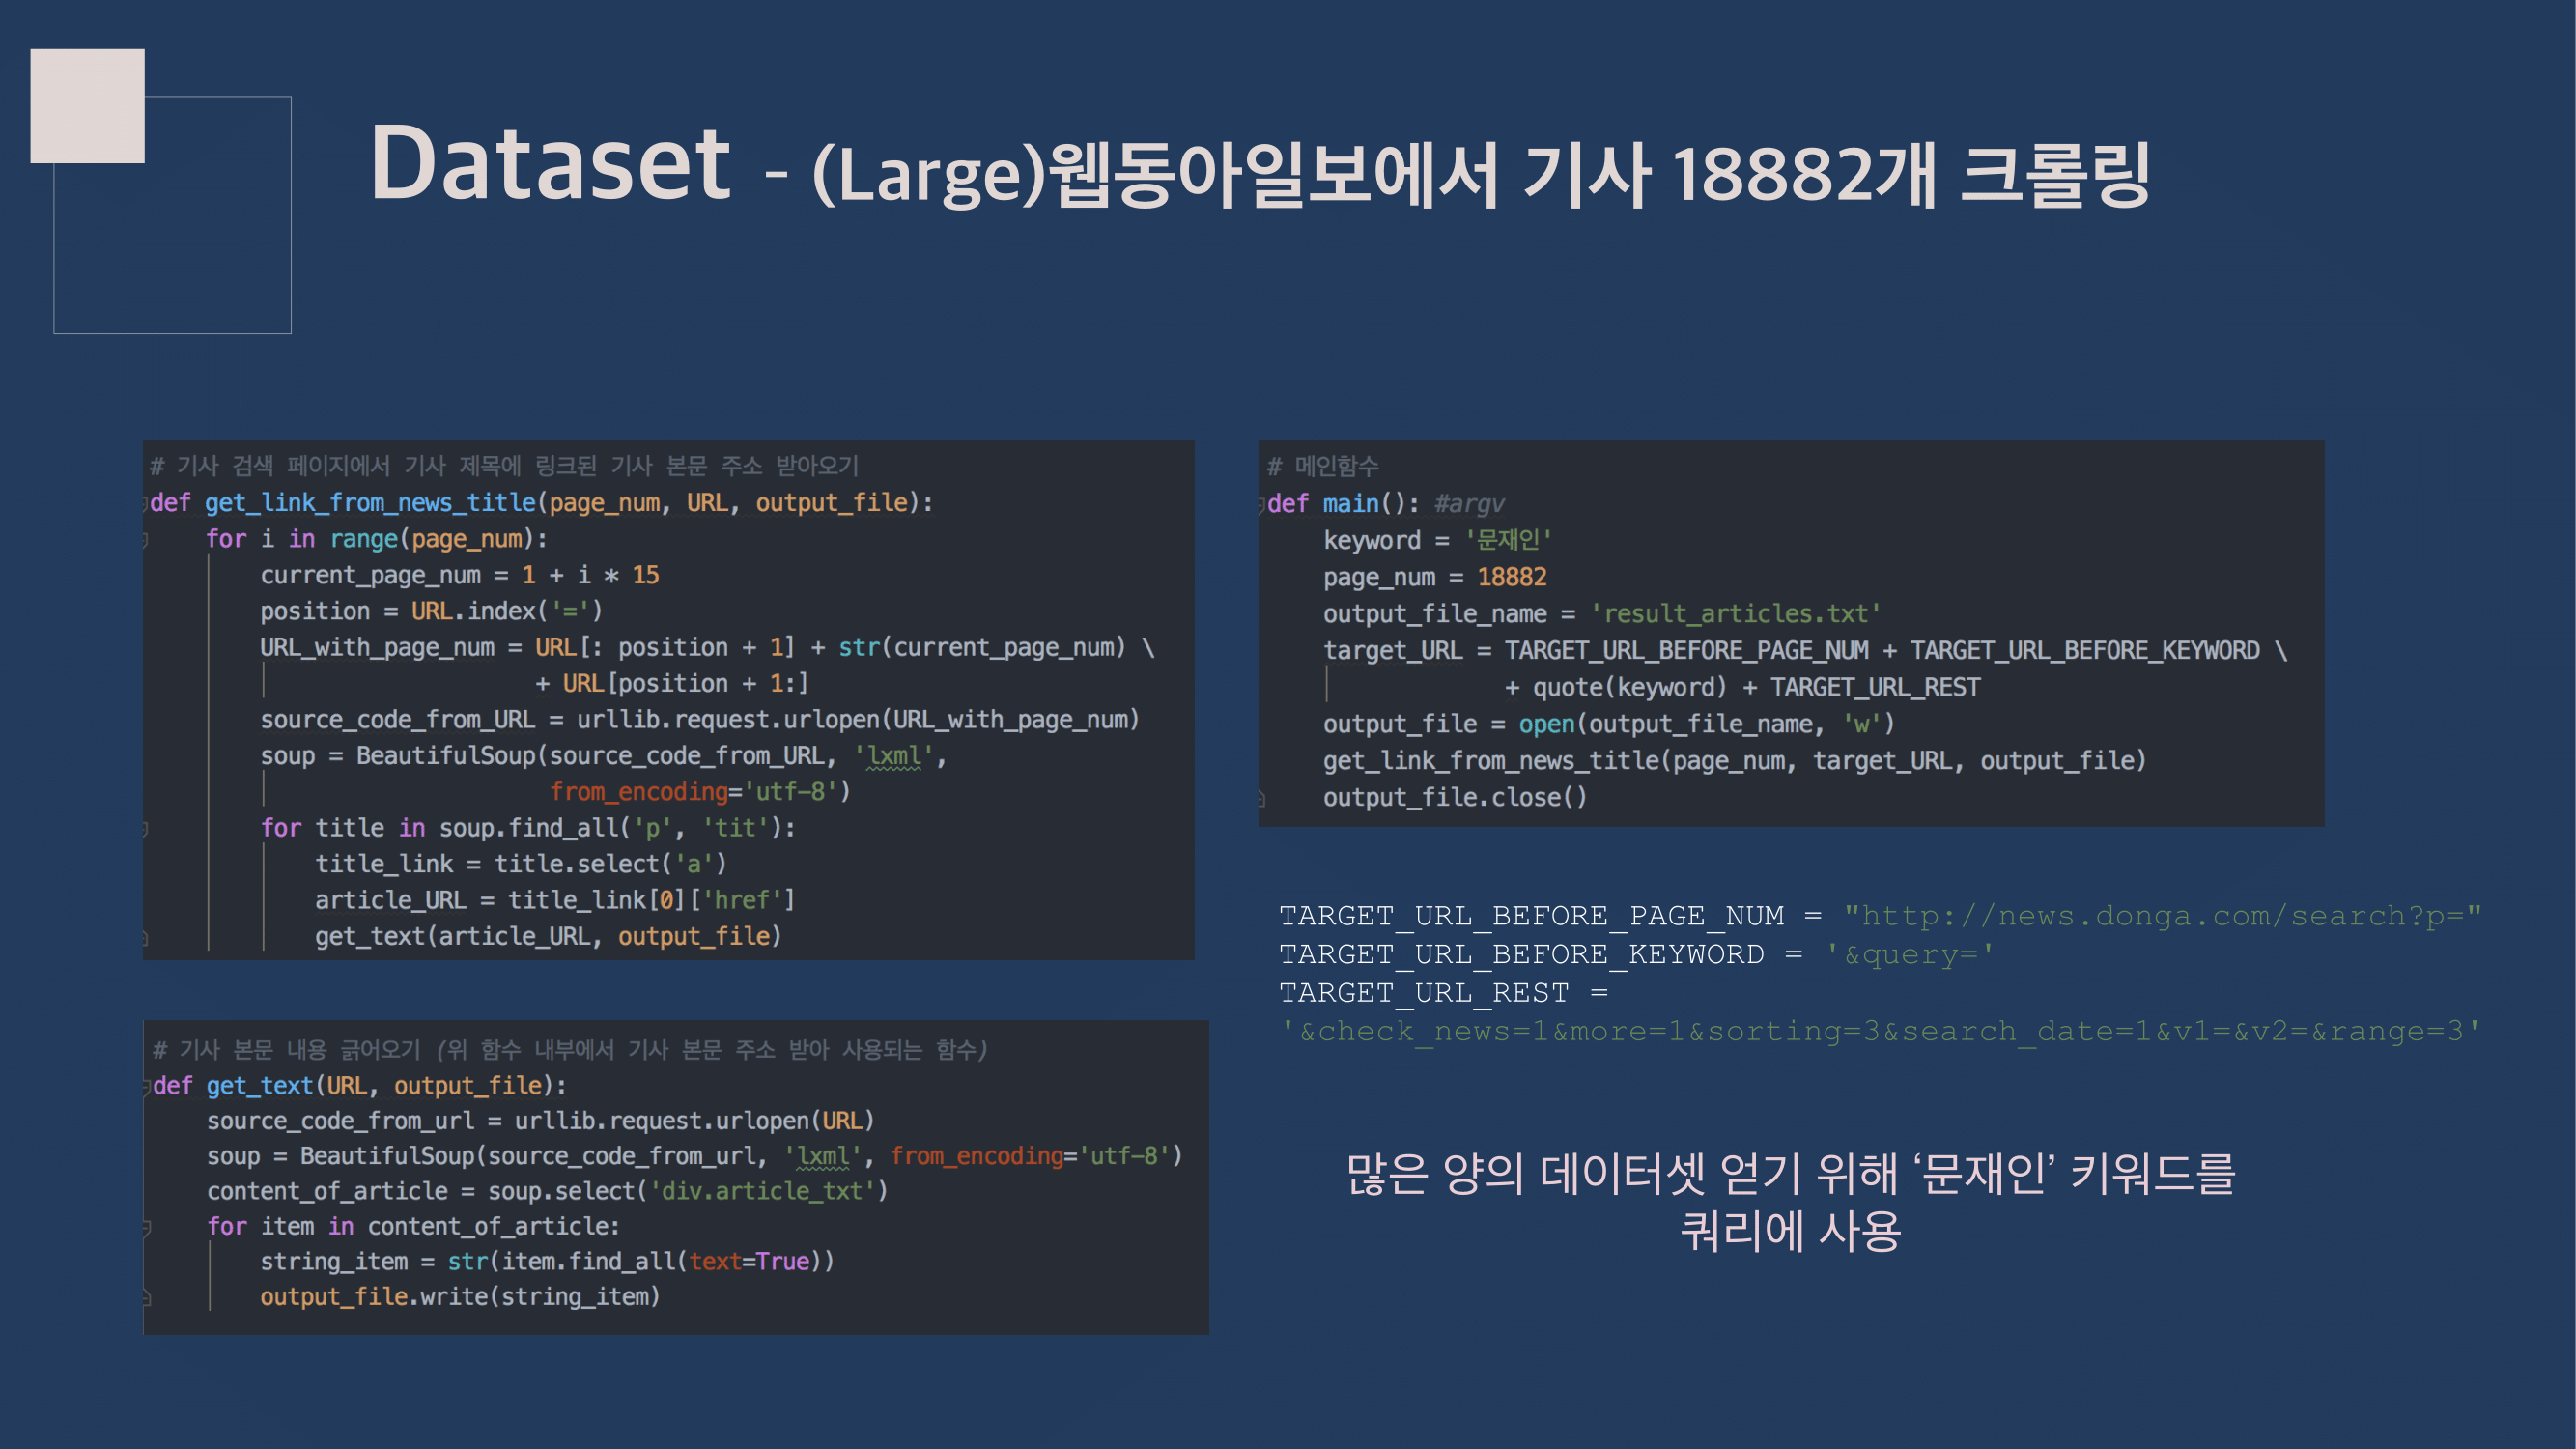 Dataset - (Large)웹동아일보에서 기사 18882개 크롤링
# 기사 검색 페이지에서 기사 제목에 링크된 기사 본문 주소 받아오기
def get_link_from_news_title(page_num, URL, output_file):
    for i in range(page_num):
        current_page_num = 1 + i * 15
        position = URL.index('=')
        URL_with_page_num = URL[: position + 1] + str(current_page_num) \
                            + URL[position + 1:]
        source_code_from_URL = urllib.request.urlopen(URL_with_page_num)
        soup = BeautifulSoup(source_code_from_URL, 'lxml',
                             from_encoding='utf-8')
        for title in soup.find_all('p', 'tit'):
            title_link = title.select('a')
            article_URL = title_link[0]['href']
            get_text(article_URL, output_file)
# 기사 본문 내용 긁어오기 (위 함수 내부에서 기사 본문 주소 받아 사용되는 함수)
def get_text(URL, output_file):
    source_code_from_url = urllib.request.urlopen(URL)
    soup = BeautifulSoup(source_code_from_url, 'lxml', from_encoding='utf-8')
    content_of_article = soup.select('div.article_txt')
    for item in content_of_article:
        string_item = str(item.find_all(text=True))
        output_file.write(string_item)
# 메인함수
def main(): #argv
    keyword = '문재인'
    page_num = 18882
    output_file_name = 'result_articles.txt'
    target_URL = TARGET_URL_BEFORE_PAGE_NUM + TARGET_URL_BEFORE_KEYWORD \
                 + quote(keyword) + TARGET_URL_REST
    output_file = open(output_file_name, 'w')
    get_link_from_news_title(page_num, target_URL, output_file)
    output_file.close()
TARGET_URL_BEFORE_PAGE_NUM = "http://news.donga.com/search?p="
TARGET_URL_BEFORE_KEYWORD = '&query='
TARGET_URL_REST =
'&check_news=1&more=1&sorting=3&search_date=1&v1=&v2=&range=3'
많은 양의 데이터셋 얻기 위해 ‘문재인’ 키워드를
쿼리에 사용